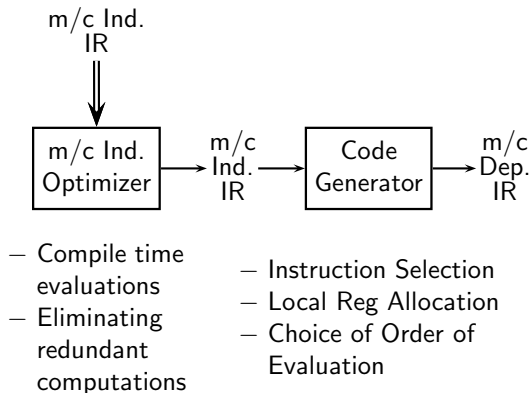 m/c Ind.
IR
m/c Ind.
Optimizer
m/c
Ind.
IR
Code
Generator
m/c
Dep.
IR
– Compile time
evaluations
– Eliminating
redundant
computations
– Instruction Selection
– Local Reg Allocation
– Choice of Order of
Evaluation